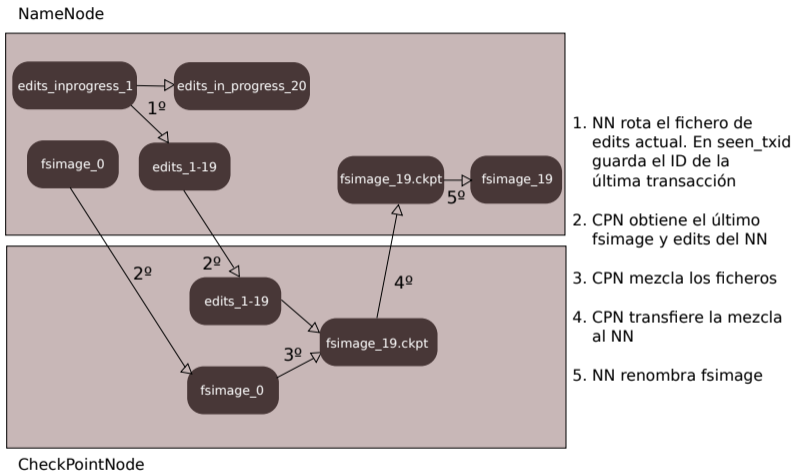 NameNode
edits_inprogress_1
edits_in_progress_20
1º
fsimage_0
edits_1-19
fsimage_19.ckpt
5º
fsimage_19
2º
2º
edits_1-19
4º
3º
fsimage_19.ckpt
fsimage_0
CheckPointNode
1. NN rota el fichero de
edits actual. En seen_txid
guarda el ID de la
última transacción
2. CPN obtiene el último
fsimage y edits del NN
3. CPN mezcla los ficheros
4. CPN transfiere la mezcla
al NN
5. NN renombra fsimage